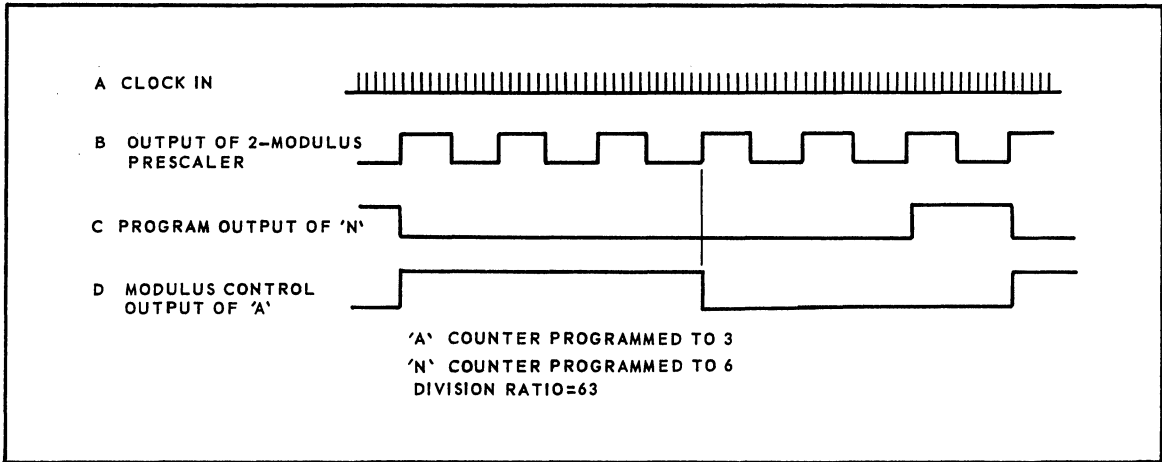 A CLOCK IN
B OUTPUT OF 2-MODULUS
PRESCALER
C PROGRAM OUTPUT OF 'N'
D MODULUS CONTROL
OUTPUT OF 'A'
'A' COUNTER PROGRAMMED TO 3
'N' COUNTER PROGRAMMED TO 6
DIVISION RATIO=63